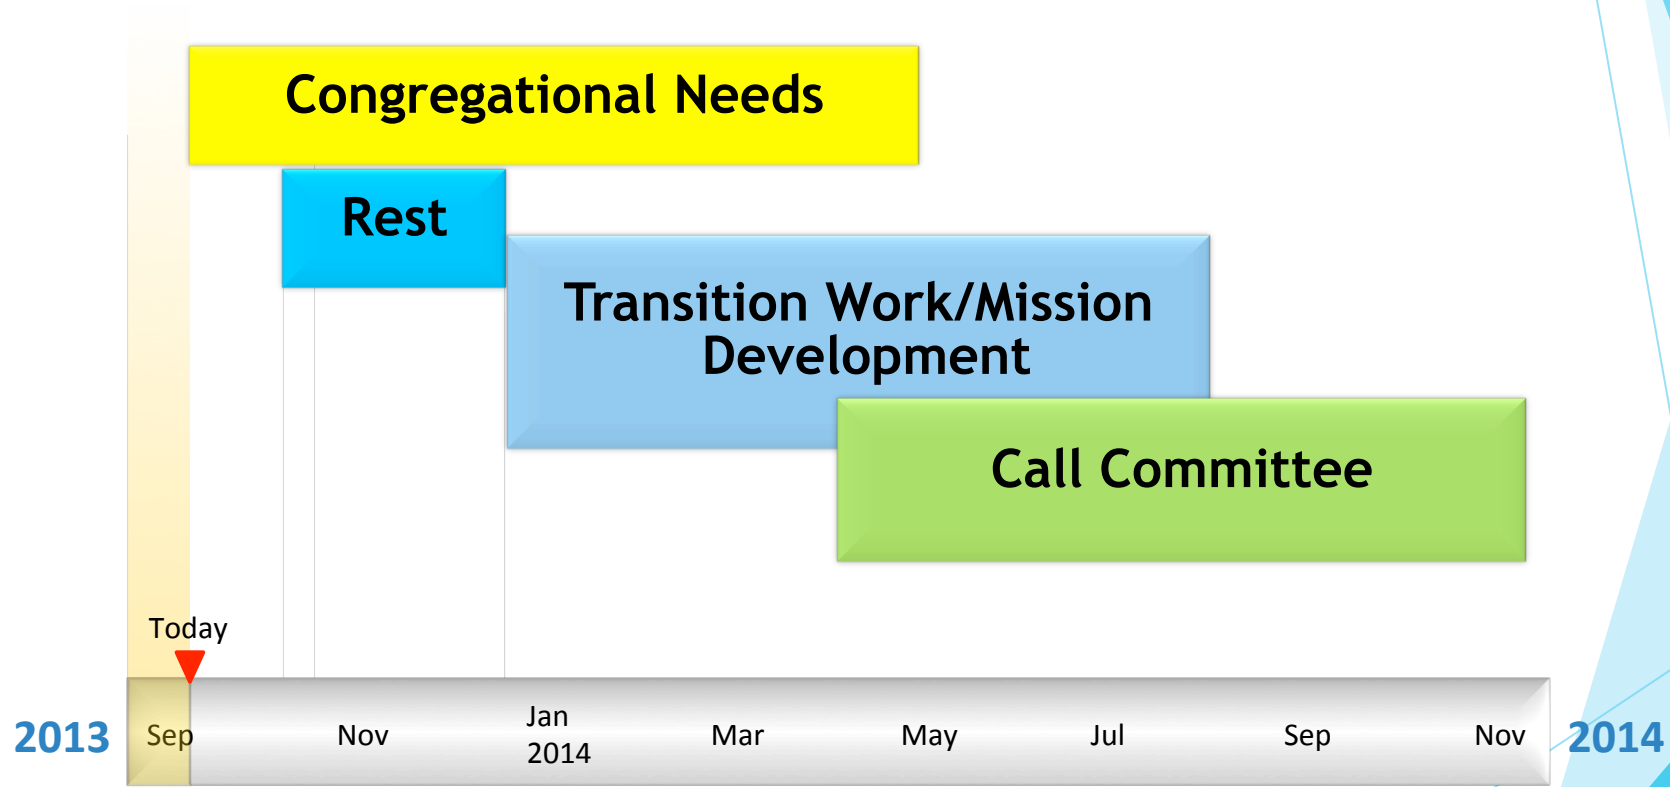 Congregational Needs
Rest
Transition Work/Mission
Development
Call Committee
Today
2013
Sep
Nov
Jan
2014
Mar
May
Jul
Sep
Nov
2014